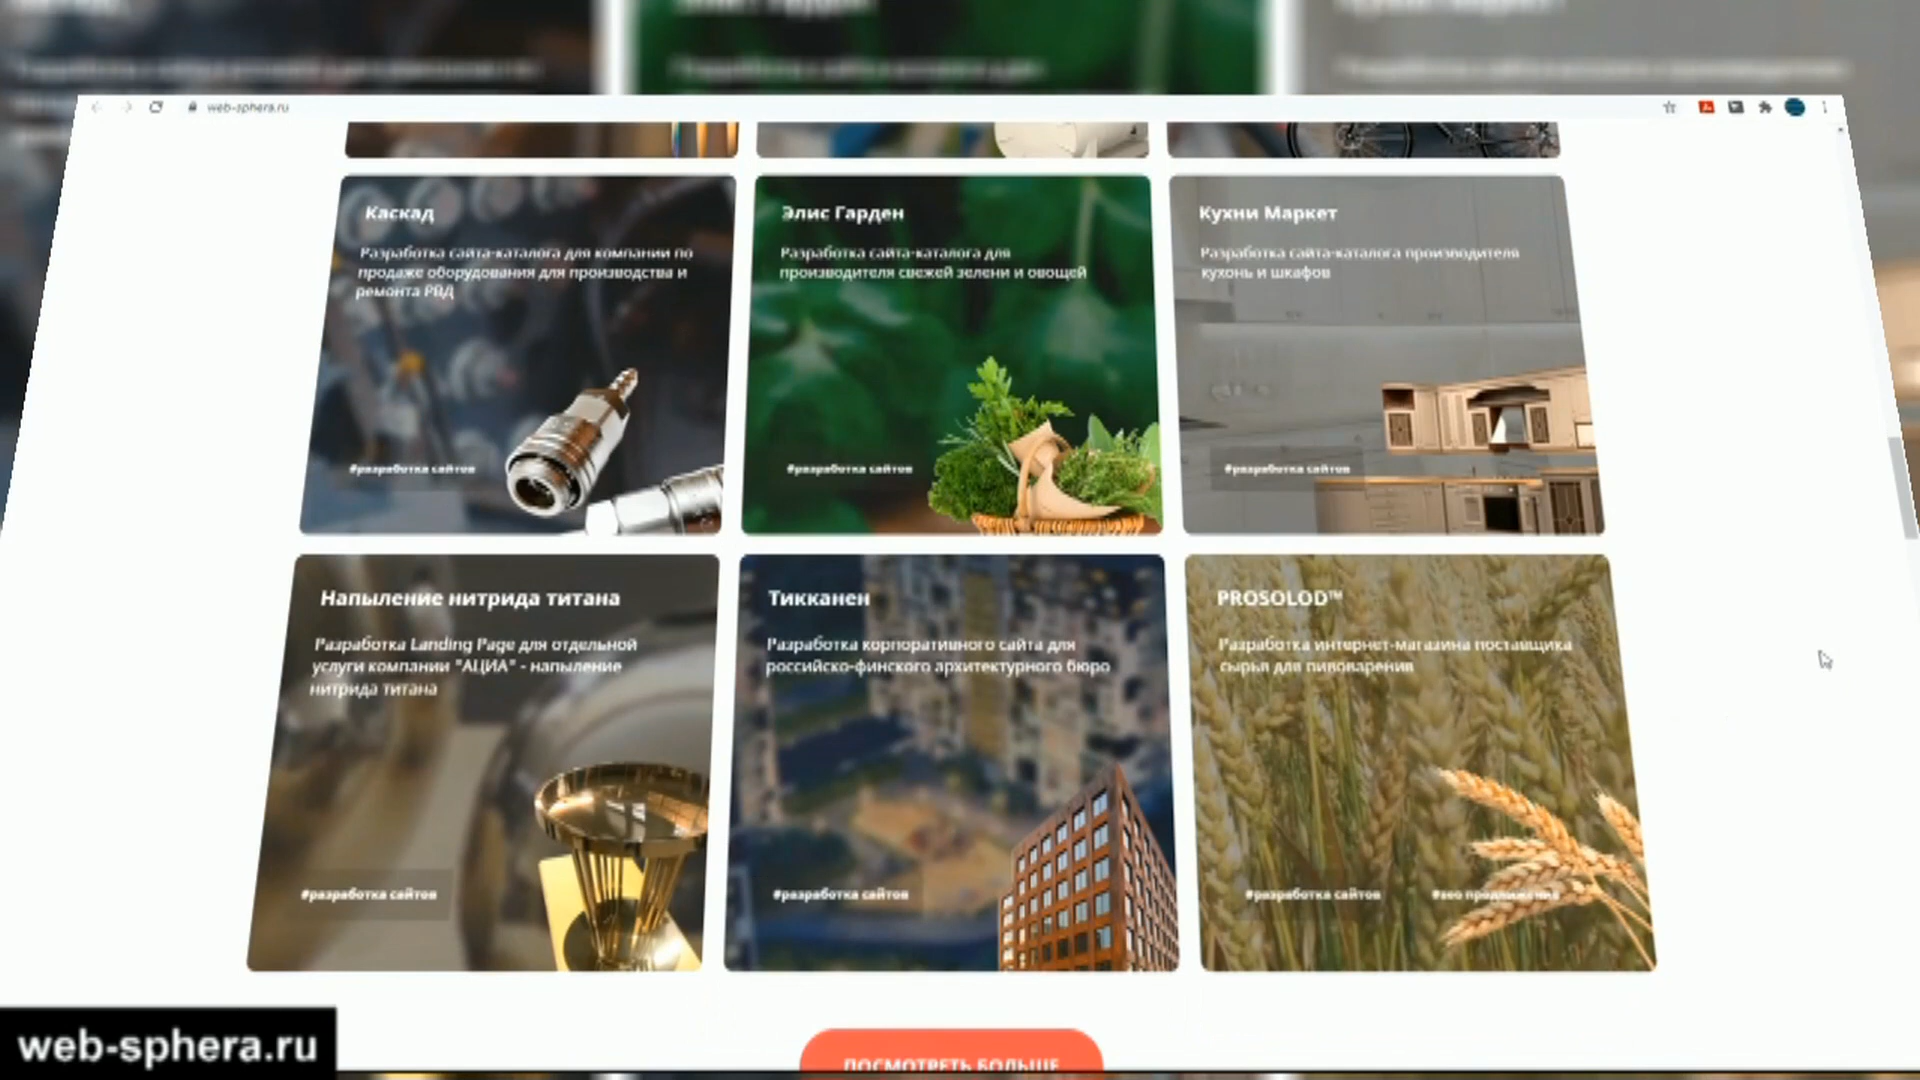 web-sphera.ru
Каскад
Разработка сайта-каталога для компании по
продаже оборудования для производства и
ремонта РВД
#разработка сайтов
Элис Гарден
Разработка сайта-каталога для
производителя свежей зелени и овощей
#разработка сайтов
Кухни Маркет
Разработка сайта-каталога производителя
кухонь и шкафов
#разработка сайтов
Напыление нитрида титана
Разработка Landing Page для отдельной
услуги компании "АЦИА" - напыление
нитрида титана
#разработка сайтов
Тикканен
Разработка корпоративного сайта для
российско-финского архитектурного бюро
#разработка сайтов
PROSOLOD™
Разработка интернет-магазина поставщика
сырья для пивоварения
#разработка сайтов #seo продвижение
ПОСМОТРЕТЬ БОЛЬШЕ
web-sphera.ru